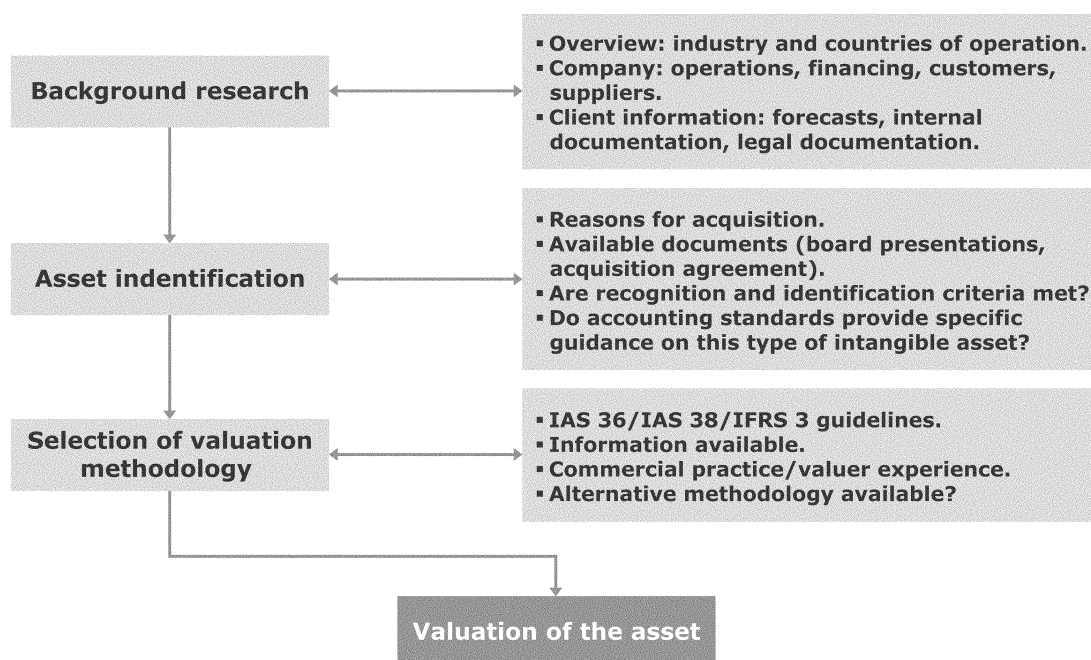 Background research
▪ Overview: industry and countries of operation.
▪ Company: operations, financing, customers,
suppliers.
▪ Client information: forecasts, internal
documentation, legal documentation.
Asset indentification
▪ Reasons for acquisition.
▪ Available documents (board presentations,
acquisition agreement).
▪ Are recognition and identification criteria met?
▪ Do accounting standards provide specific
guidance on this type of intangible asset?
Selection of valuation
methodology
▪ IAS 36/IAS 38/IFRS 3 guidelines.
▪ Information available.
▪ Commercial practice/valuer experience.
▪ Alternative methodology available?
Valuation of the asset